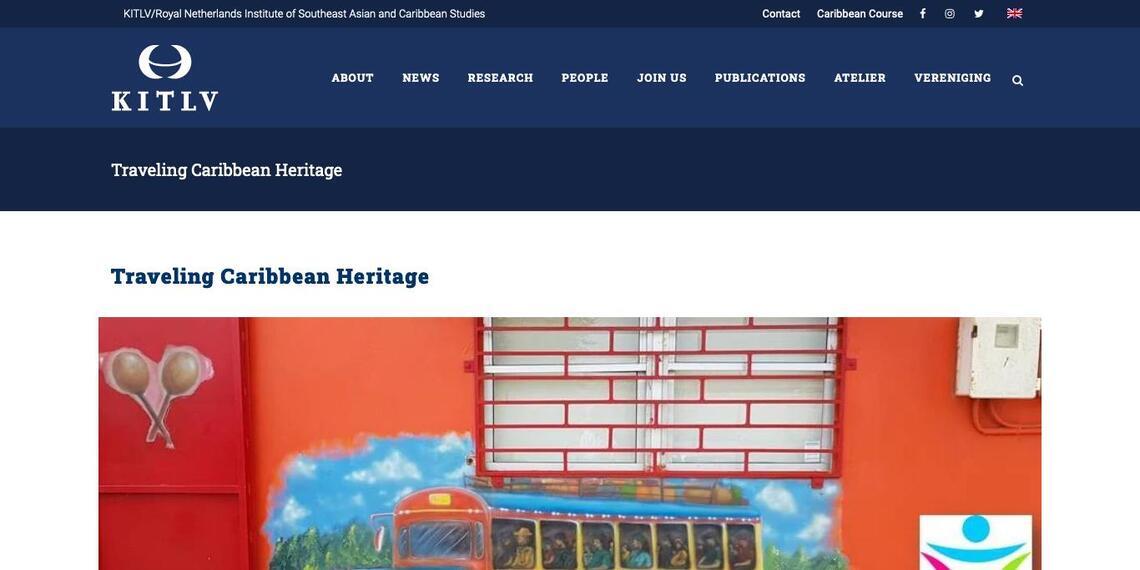 KITLV/Royal Netherlands Institute of Southeast Asian and Caribbean Studies
Contact Caribbean Course
KITLV
ABOUT NEWS RESEARCH PEOPLE JOIN US PUBLICATIONS ATELIER VERENIGING
Traveling Caribbean Heritage
Traveling Caribbean Heritage